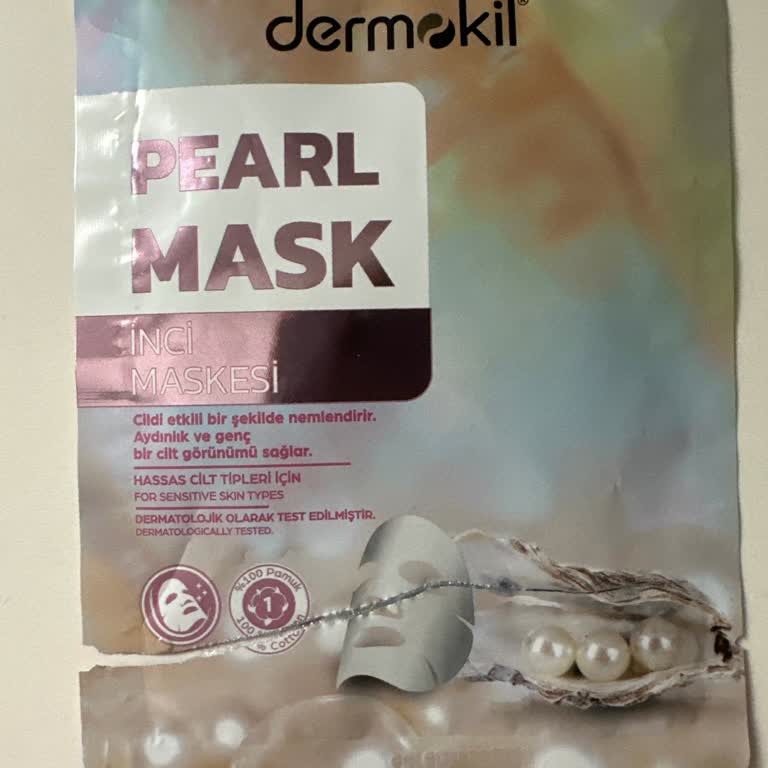 dermokil®
PEARL
MASK
İNCİ
MASKESİ
Cildi etkili bir şekilde nemlendirir.
Aydınlık ve genç
bir cilt görünümü sağlar.
HASSAS CİLT TİPLERİ İÇİN
FOR SENSITIVE SKIN TYPES
DERMATOLOJİK OLARAK TEST EDİLMİŞTİR.
DERMATOLOGICALLY TESTED.
%100 Pamuk
1
100 % Cotton